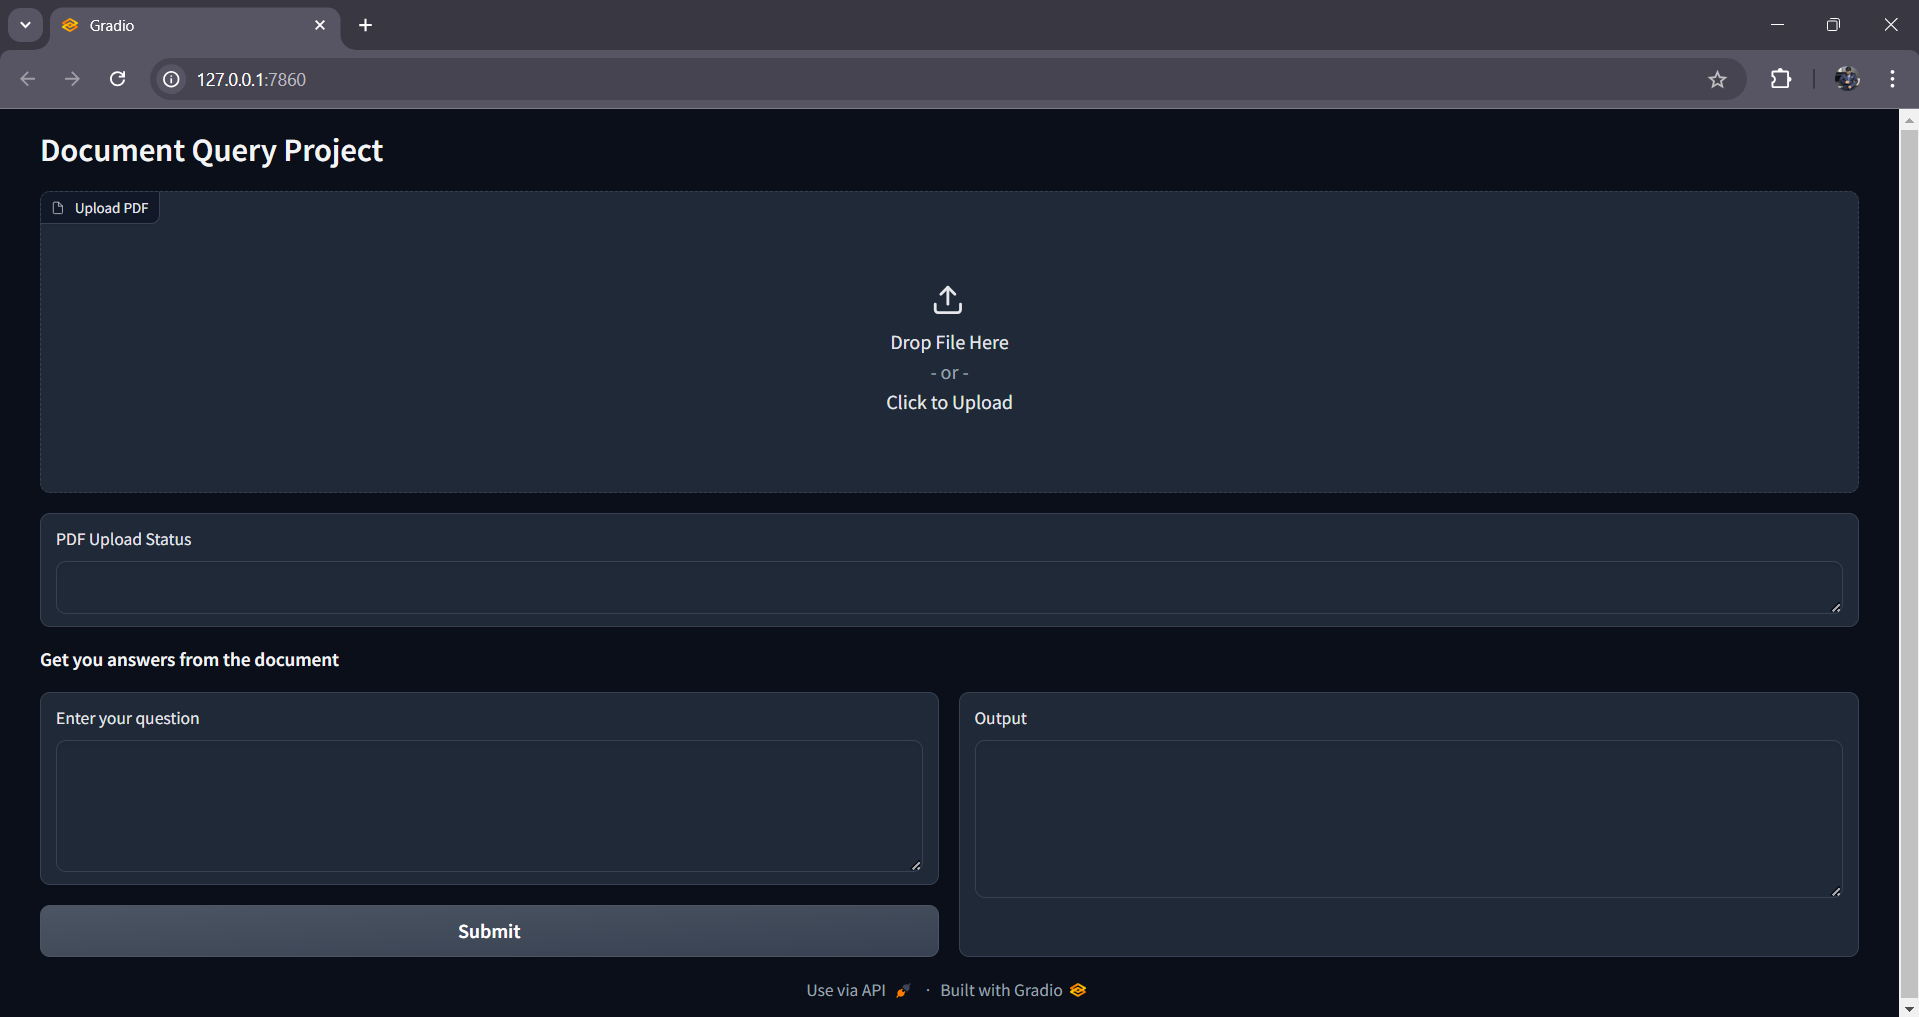 Gradio
127.0.0.1:7860
Document Query Project
Upload PDF
Drop File Here
- or -
Click to Upload
PDF Upload Status
Get you answers from the document
Enter your question
Output
Submit
Use via API · Built with Gradio